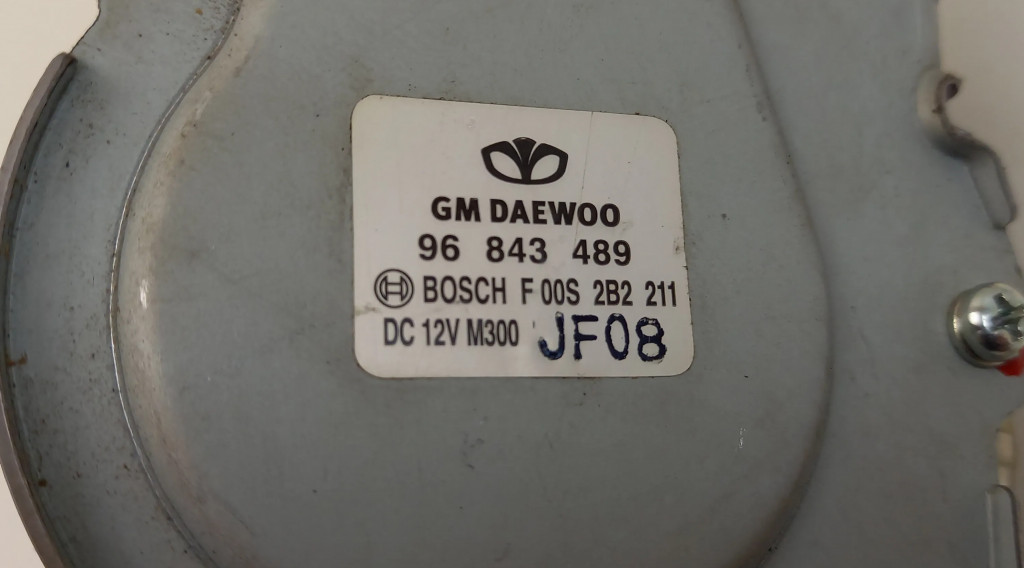 GM DAEWOO
96 843 489
BOSCH F 00S 2B2 211
DC 12V M300 JF08